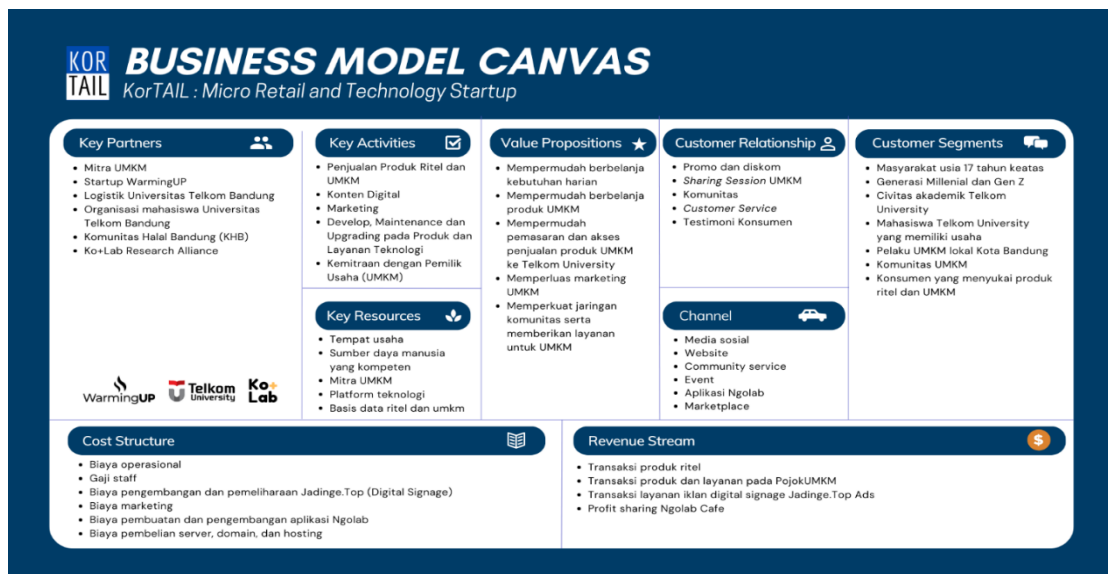 KOR
TAIL
BUSINESS MODEL CANVAS
KorTAIL : Micro Retail and Technology Startup
Key Partners
• Mitra UMKM
• Startup WarmingUP
• Logistik Universitas Telkom Bandung
• Organisasi mahasiswa Universitas
Telkom Bandung
• Komunitas Halal Bandung (KHB)
• Ko+Lab Research Alliance
WarmingUP
Telkom
University
Ko+
Lab
Key Activities
• Penjualan Produk Ritel dan
UMKM
• Konten Digital
• Marketing
• Develop, Maintenance dan
Upgrading pada Produk dan
Layanan Teknologi
• Kemitraan dengan Pemilik
Usaha (UMKM)
Key Resources
• Tempat usaha
• Sumber daya manusia
yang kompeten
• Mitra UMKM
• Platform teknologi
• Basis data ritel dan umkm
Value Propositions
• Mempermudah berbelanja
kebutuhan harian
• Mempermudah berbelanja
produk UMKM
• Mempermudah
pemasaran dan akses
penjualan produk UMKM
ke Telkom University
• Memperluas marketing
UMKM
• Memperkuat jaringan
komunitas serta
memberikan layanan
untuk UMKM
Customer Relationship
• Promo dan diskom
• Sharing Session UMKM
• Komunitas
• Customer Service
• Testimoni Konsumen
Channel
• Media sosial
• Website
• Community service
• Event
• Aplikasi Ngolab
• Marketplace
Customer Segments
• Masyarakat usia 17 tahun keatas
• Generasi Millenial dan Gen Z
• Civitas akademik Telkom
University
• Mahasiswa Telkom University
yang memiliki usaha
• Pelaku UMKM lokal Kota Bandung
• Komunitas UMKM
• Konsumen yang menyukai produk
ritel dan UMKM
Cost Structure
• Biaya operasional
• Gaji staff
• Biaya pengembangan dan pemeliharaan Jadinge.Top (Digital Signage)
• Biaya marketing
• Biaya pembuatan dan pengembangan aplikasi Ngolab
• Biaya pembelian server, domain, dan hosting
Revenue Stream
$
• Transaksi produk ritel
• Transaksi produk dan layanan pada PojokUMKM
• Transaksi layanan iklan digital signage Jadinge.Top Ads
• Profit sharing Ngolab Cafe